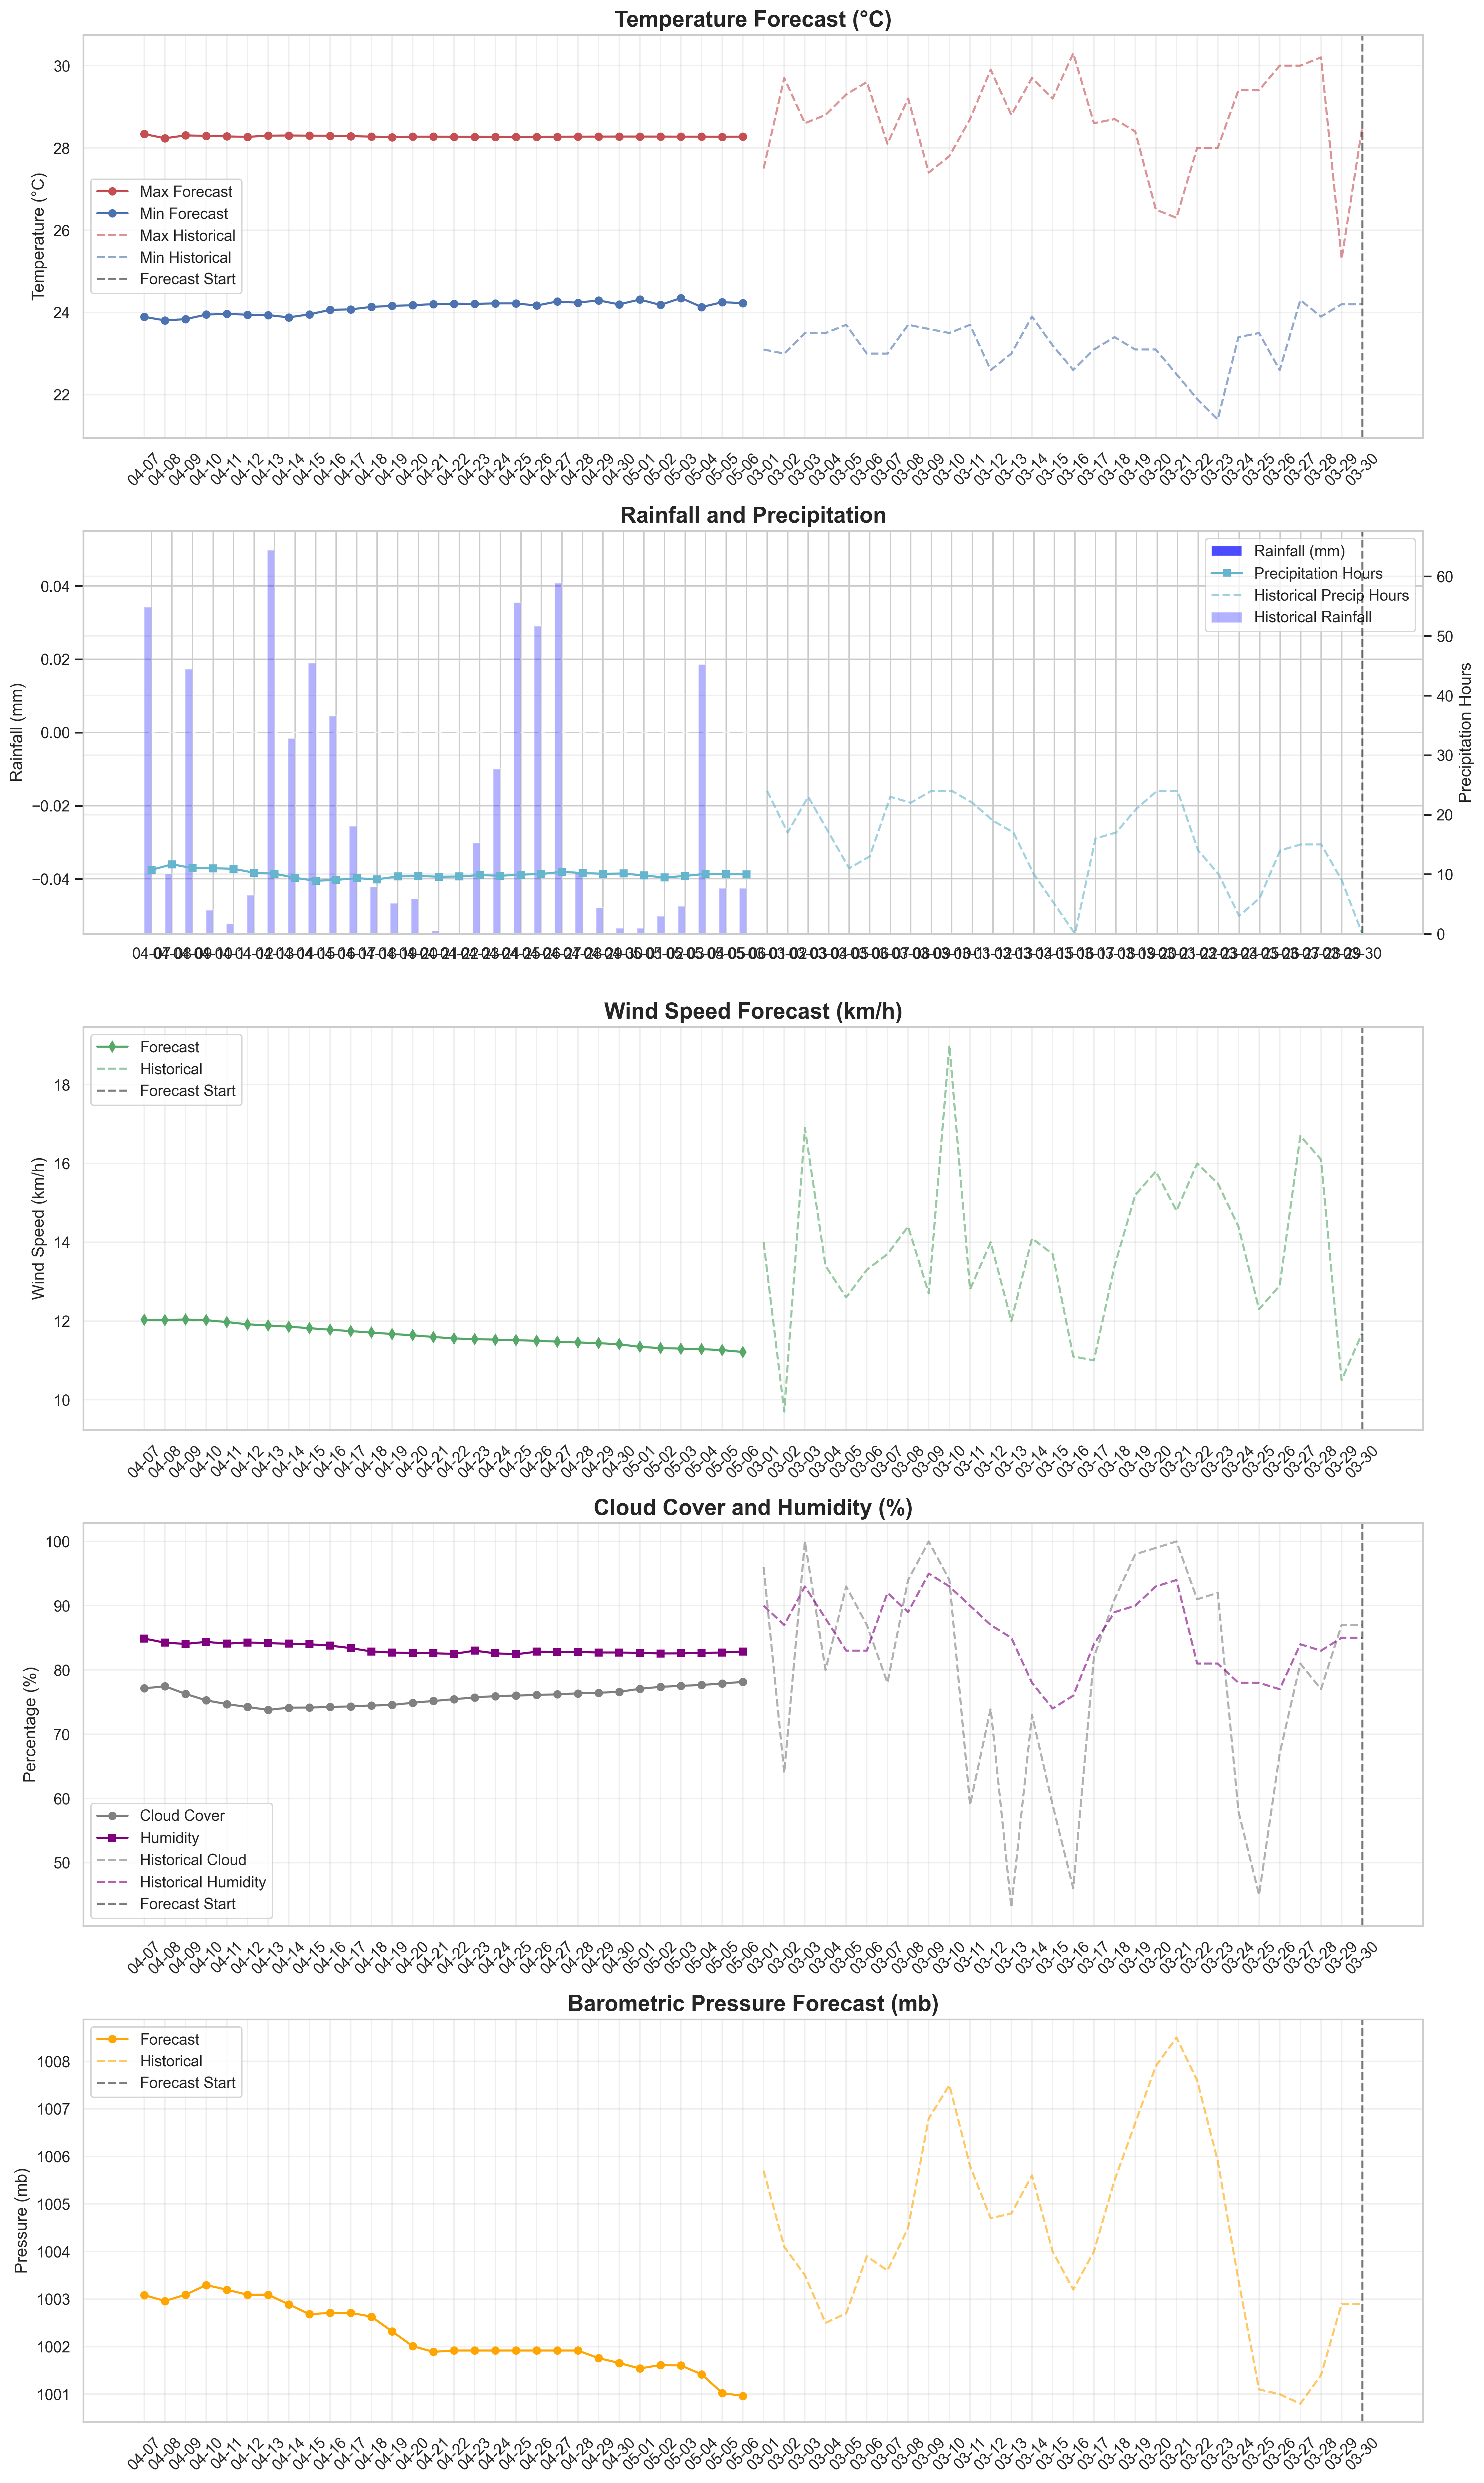 Temperature Forecast (°C)
Temperature (°C)
30
28
26
24
22
Max Forecast
Min Forecast
Max Historical
Min Historical
Forecast Start
04-07 04-08 04-09 04-10 04-11 04-12 04-13 04-14 04-15 04-16 04-17 04-18 04-19 04-20 04-21 04-22 04-23 04-24 04-25 04-26 04-27 04-28 04-29 04-30 05-01 05-02 05-03 05-04 05-05 05-06 03-01 03-02 03-03 03-04 03-05 03-06 03-07 03-08 03-09 03-10 03-11 03-12 03-13 03-14 03-15 03-16 03-17 03-18 03-19 03-20 03-21 03-22 03-23 03-24 03-25 03-26 03-27 03-28 03-29 03-30
Rainfall and Precipitation
Rainfall (mm)
0.04
0.02
0.00
−0.02
−0.04
Rainfall (mm)
Precipitation Hours
Historical Precip Hours
Historical Rainfall
60
50
40
30
20
10
0
Precipitation Hours
Wind Speed Forecast (km/h)
Wind Speed (km/h)
18
16
14
12
10
Forecast
Historical
Forecast Start
04-07 04-08 04-09 04-10 04-11 04-12 04-13 04-14 04-15 04-16 04-17 04-18 04-19 04-20 04-21 04-22 04-23 04-24 04-25 04-26 04-27 04-28 04-29 04-30 05-01 05-02 05-03 05-04 05-05 05-06 03-01 03-02 03-03 03-04 03-05 03-06 03-07 03-08 03-09 03-10 03-11 03-12 03-13 03-14 03-15 03-16 03-17 03-18 03-19 03-20 03-21 03-22 03-23 03-24 03-25 03-26 03-27 03-28 03-29 03-30
Cloud Cover and Humidity (%)
Percentage (%)
100
90
80
70
60
50
Cloud Cover
Humidity
Historical Cloud
Historical Humidity
Forecast Start
04-07 04-08 04-09 04-10 04-11 04-12 04-13 04-14 04-15 04-16 04-17 04-18 04-19 04-20 04-21 04-22 04-23 04-24 04-25 04-26 04-27 04-28 04-29 04-30 05-01 05-02 05-03 05-04 05-05 05-06 03-01 03-02 03-03 03-04 03-05 03-06 03-07 03-08 03-09 03-10 03-11 03-12 03-13 03-14 03-15 03-16 03-17 03-18 03-19 03-20 03-21 03-22 03-23 03-24 03-25 03-26 03-27 03-28 03-29 03-30
Barometric Pressure Forecast (mb)
Pressure (mb)
1008
1007
1006
1005
1004
1003
1002
1001
Forecast
Historical
Forecast Start
04-07 04-08 04-09 04-10 04-11 04-12 04-13 04-14 04-15 04-16 04-17 04-18 04-19 04-20 04-21 04-22 04-23 04-24 04-25 04-26 04-27 04-28 04-29 04-30 05-01 05-02 05-03 05-04 05-05 05-06 03-01 03-02 03-03 03-04 03-05 03-06 03-07 03-08 03-09 03-10 03-11 03-12 03-13 03-14 03-15 03-16 03-17 03-18 03-19 03-20 03-21 03-22 03-23 03-24 03-25 03-26 03-27 03-28 03-29 03-30